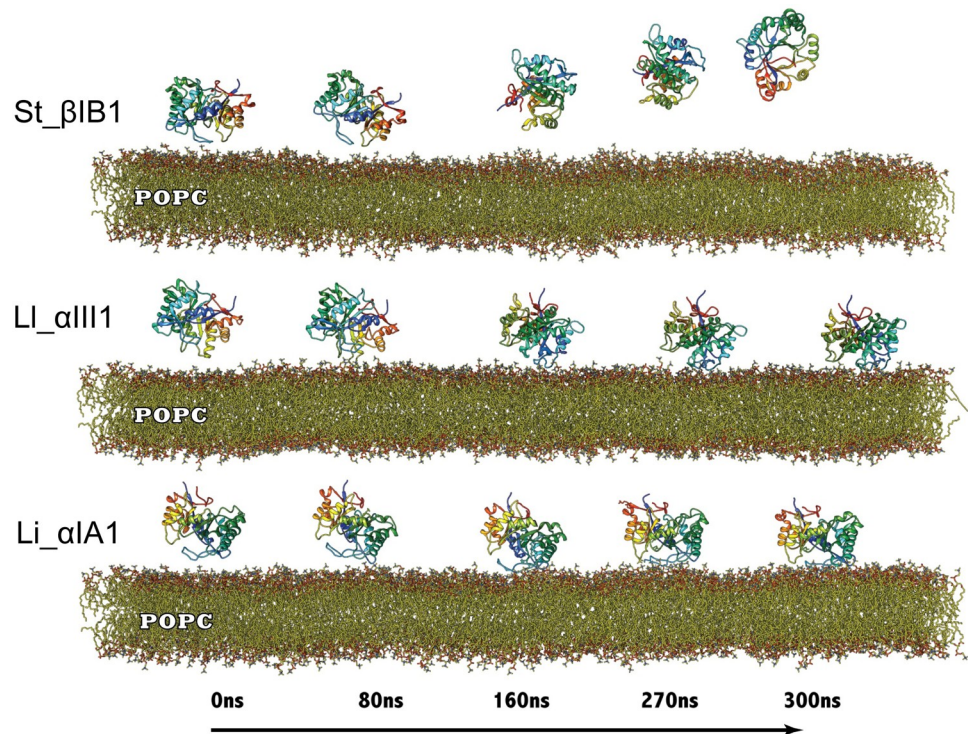 St_βIB1
POPC
Ll_αIII1
POPC
Li_αIA1
POPC
0ns 80ns 160ns 270ns 300ns